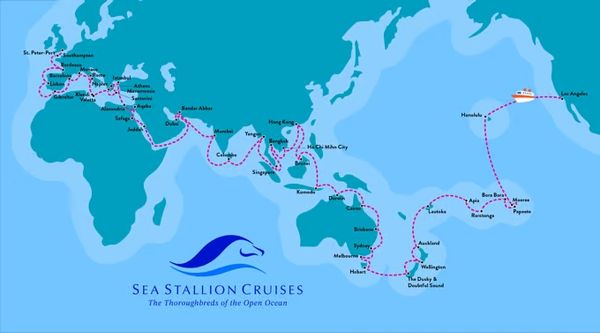 St. Peter-Port
Southampton
Bordeaux
Barcelona
Monaco
Rome
Istanbul
Lisbon
Naples
Athens
Gibraltar
Valetta
Santorini
Alexandria
Aqaba
Safaga
Jeddah
Dubai
Bandar Abbas
Mumbai
Colombo
Yangon
Bangkok
Hong Kong
Ho Chi Minh City
Singapore
Brunei
Komodo
Darwin
Cairns
Brisbane
Sydney
Melbourne
Hobart
The Dusky &
Doubtful Sound
Wellington
Auckland
Lautoka
Apia
Rarotonga
Bora Bora
Moorea
Papeete
Honolulu
Los Angeles
SEA STALLION CRUISES
The Thoroughbreds of the Open Ocean